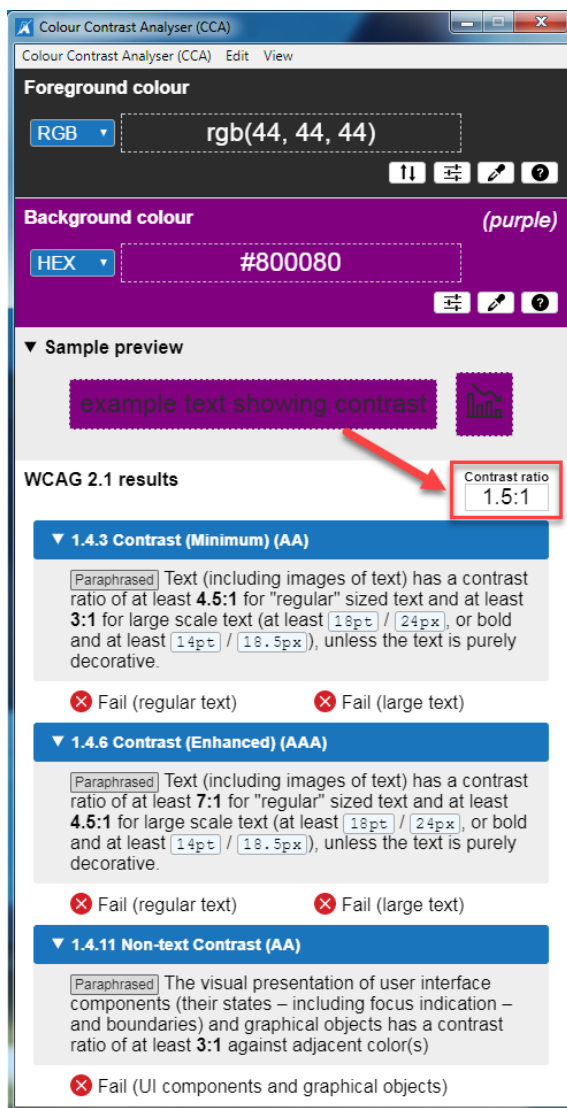 Colour Contrast Analyser (CCA)
Colour Contrast Analyser (CCA) Edit View
Foreground colour
RGB
rgb(44, 44, 44)
Background colour
(purple)
HEX
#800080
Sample preview
example text showing contrast
WCAG 2.1 results
Contrast ratio
1.5:1
1.4.3 Contrast (Minimum) (AA)
Paraphrased Text (including images of text) has a contrast
ratio of at least 4.5:1 for "regular" sized text and at least
3:1 for large scale text (at least 18pt / 24px, or bold
and at least 14pt / 18.5px), unless the text is purely
decorative.
Fail (regular text) Fail (large text)
1.4.6 Contrast (Enhanced) (AAA)
Paraphrased Text (including images of text) has a contrast
ratio of at least 7:1 for "regular" sized text and at least
4.5:1 for large scale text (at least 18pt / 24px, or bold
and at least 14pt / 18.5px), unless the text is purely
decorative.
Fail (regular text) Fail (large text)
1.4.11 Non-text Contrast (AA)
Paraphrased The visual presentation of user interface
components (their states – including focus indication –
and boundaries) and graphical objects has a contrast
ratio of at least 3:1 against adjacent color(s)
Fail (UI components and graphical objects)